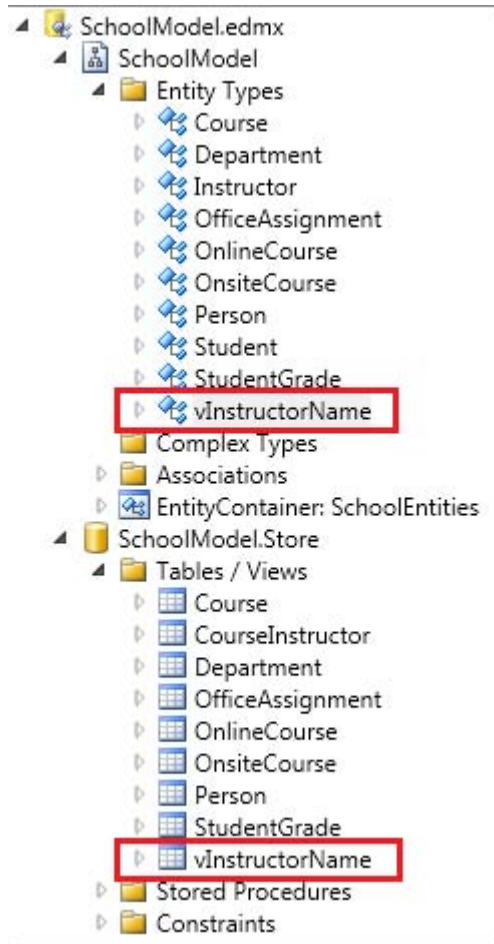 SchoolModel.edmx
SchoolModel
Entity Types
Course
Department
Instructor
OfficeAssignment
OnlineCourse
OnsiteCourse
Person
Student
StudentGrade
vInstructorName
Complex Types
Associations
EntityContainer: SchoolEntities
SchoolModel.Store
Tables / Views
Course
CourseInstructor
Department
OfficeAssignment
OnlineCourse
OnsiteCourse
Person
StudentGrade
vInstructorName
Stored Procedures
Constraints